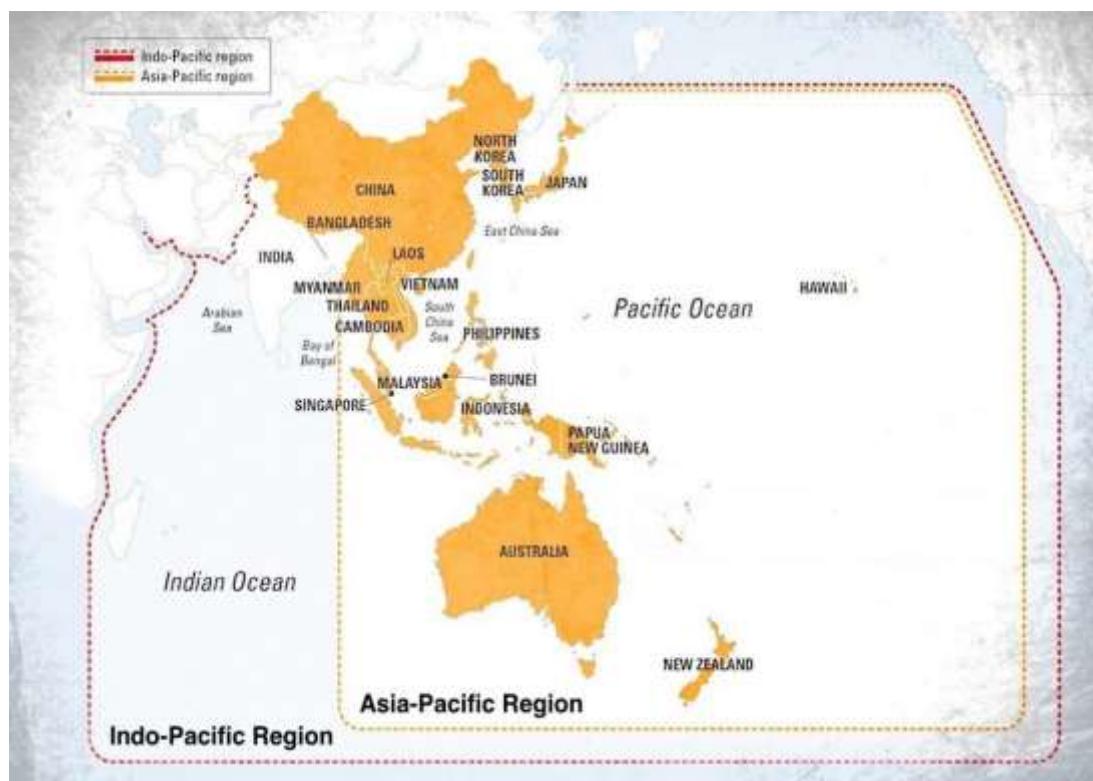 Indo-Pacific region
Asia-Pacific region
NORTH
KOREA
SOUTH
KOREA
JAPAN
CHINA
BANGLADESH
East China Sea
INDIA
LAOS
MYANMAR
VIETNAM
HAWAII
THAILAND
Arabian
Sea
South
China
Sea
Pacific Ocean
CAMBODIA
PHILIPPINES
Bay of
Bengal
MALAYSIA
BRUNEI
SINGAPORE
INDONESIA
PAPUA
NEW GUINEA
AUSTRALIA
Indian Ocean
NEW ZEALAND
Asia-Pacific Region
Indo-Pacific Region